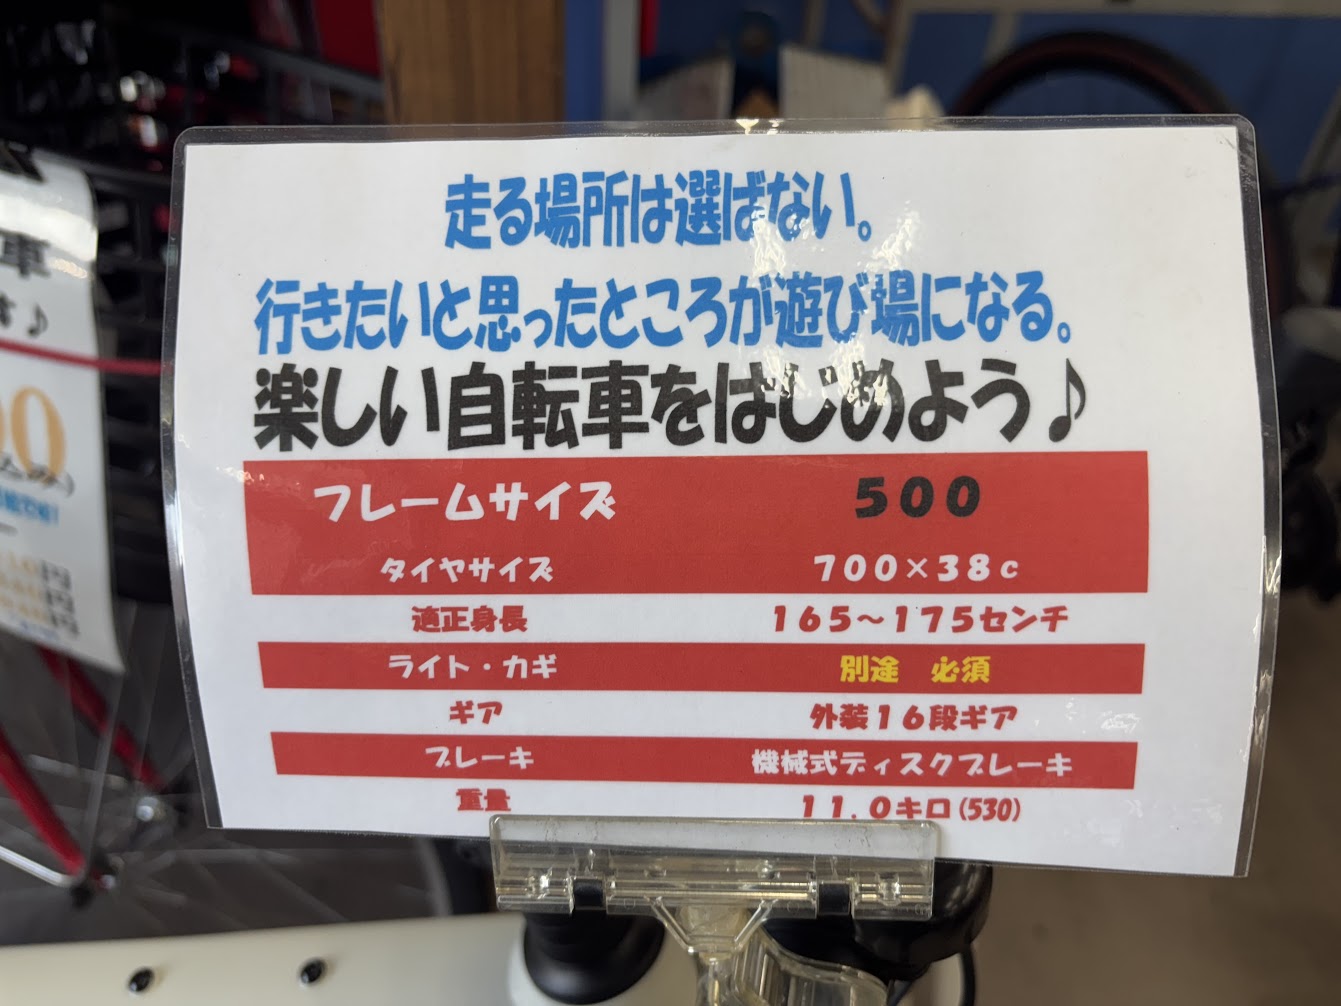 走る場所は選ばない。
行きたいと思ったところが遊び場になる。
楽しい自転車をはじめよう♪
フレームサイズ 500
タイヤサイズ 700×38c
適正身長 165～175センチ
ライト・カギ 別途 必須
ギア 外装16段ギア
ブレーキ 機械式ディスクブレーキ
重量 11.0キロ(530)
車
♪